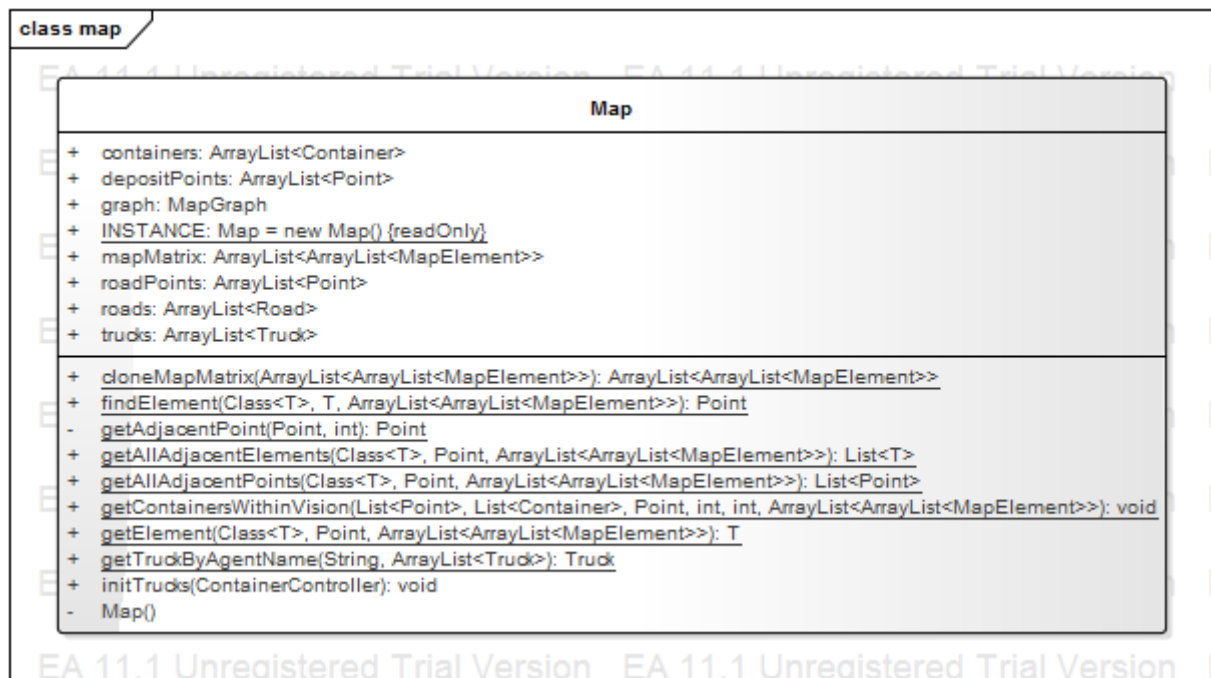 class map
EA 11.1 Unregistered Trial Version EA 11.1 Unregistered Trial Version
Map
+ containers: ArrayList<Container>
+ depositPoints: ArrayList<Point>
+ graph: MapGraph
+ INSTANCE: Map = new Map() {readOnly}
+ mapMatrix: ArrayList<ArrayList<MapElement>>
+ roadPoints: ArrayList<Point>
+ roads: ArrayList<Road>
+ trucks: ArrayList<Truck>
+ cloneMapMatrix(ArrayList<ArrayList<MapElement>>): ArrayList<ArrayList<MapElement>>
+ findElement(Class<T>, T, ArrayList<ArrayList<MapElement>>): Point
- getAdjacentPoint(Point, int): Point
+ getAllAdjacentElements(Class<T>, Point, ArrayList<ArrayList<MapElement>>): List<T>
+ getAllAdjacentPoints(Class<T>, Point, ArrayList<ArrayList<MapElement>>): List<Point>
+ getContainersWithinVision(List<Point>, List<Container>, Point, int, int, ArrayList<ArrayList<MapElement>>): void
+ getElement(Class<T>, Point, ArrayList<ArrayList<MapElement>>): T
+ getTruckByAgentName(String, ArrayList<Truck>): Truck
+ initTrucks(ContainerController): void
- Map()
EA 11.1 Unregistered Trial Version EA 11.1 Unregistered Trial Version